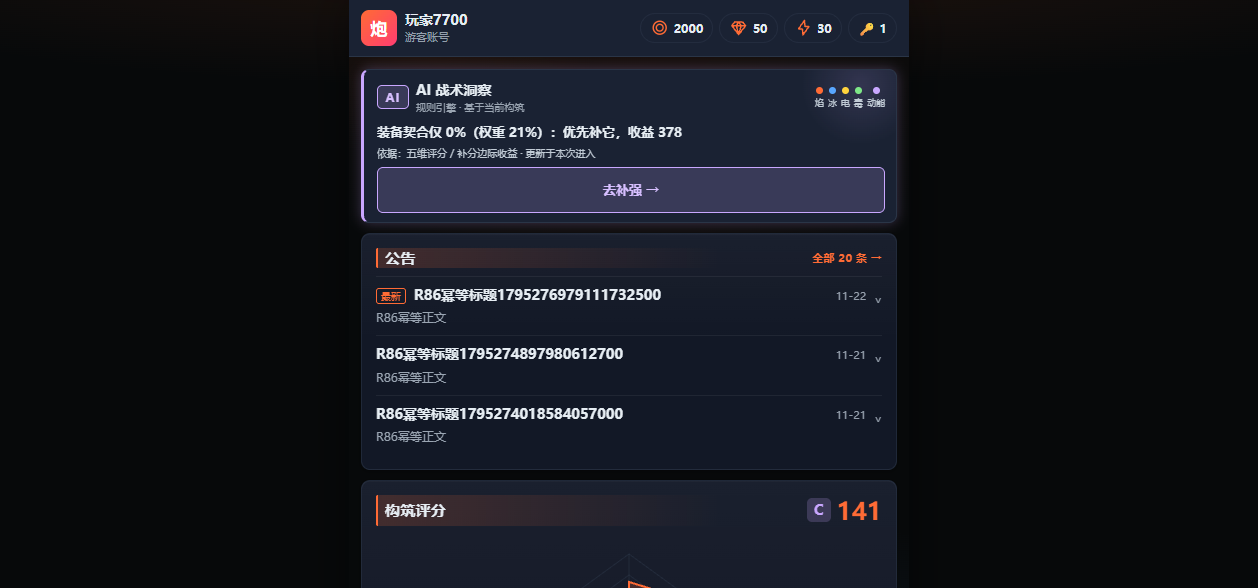 炮
玩家7700
游客账号
2000
50
30
1
AI
AI 战术洞察
规则引擎 · 基于当前构筑
焰 冰 电 毒 动能
装备契合仅 0%（权重 21%）：优先补它，收益 378
依据：五维评分 / 补分边际收益 · 更新于本次进入
去补强 →
公告
全部 20 条 →
最新 R86幂等标题1795276979111732500
11-22 v
R86幂等正文
R86幂等标题1795274897980612700
11-21 v
R86幂等正文
R86幂等标题1795274018584057000
11-21 v
R86幂等正文
构筑评分
C 141